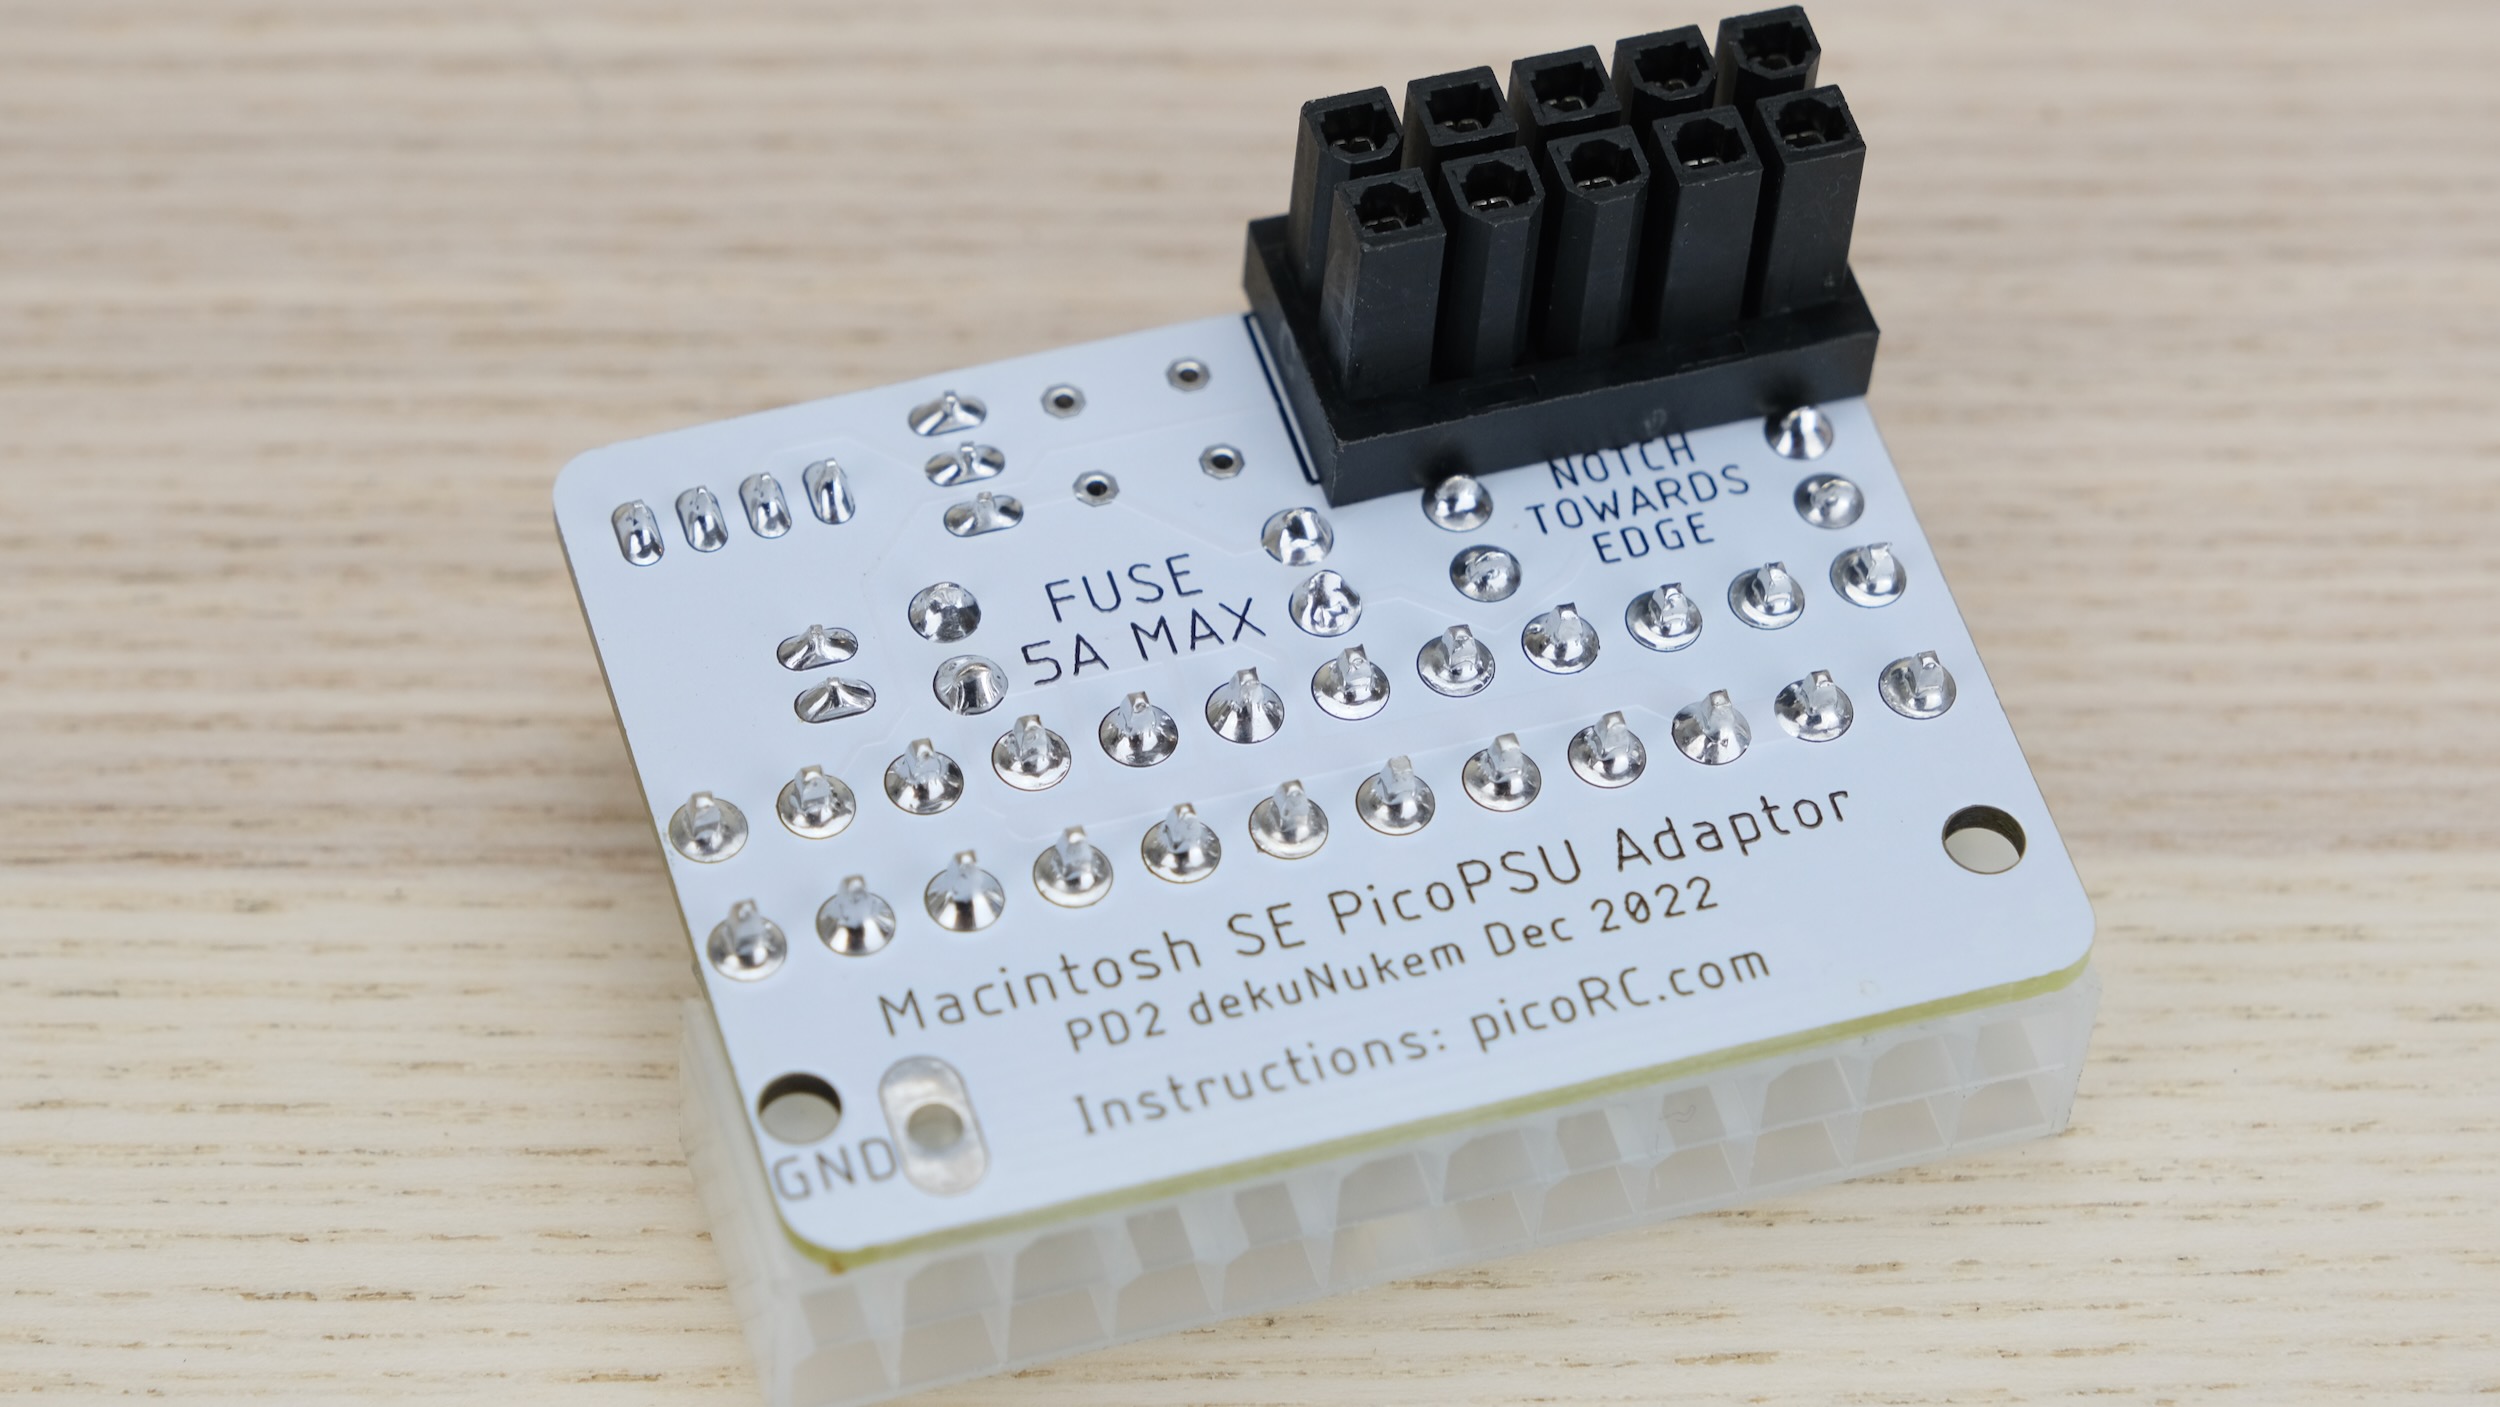 NOTCH
TOWARDS
EDGE
FUSE
5A MAX
Macintosh SE PicoPSU Adaptor
PD2 dekuNukem Dec 2022
Instructions: picoRC.com
GND